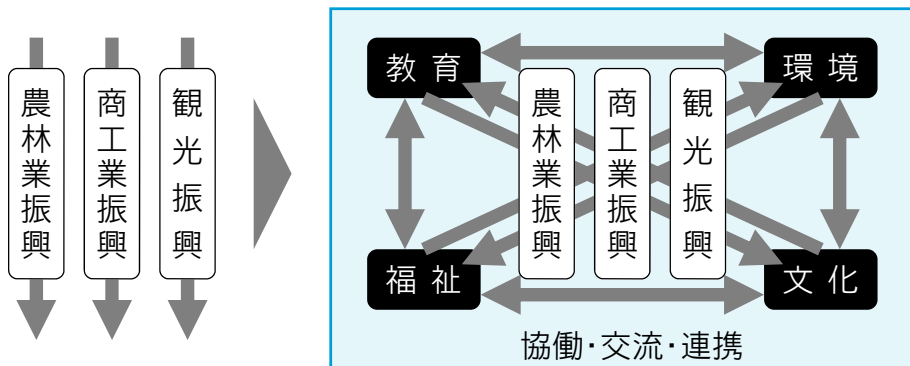 農林業振興
商工業振興
観光振興
教育
環境
農林業振興
商工業振興
観光振興
福祉
文化
協働・交流・連携